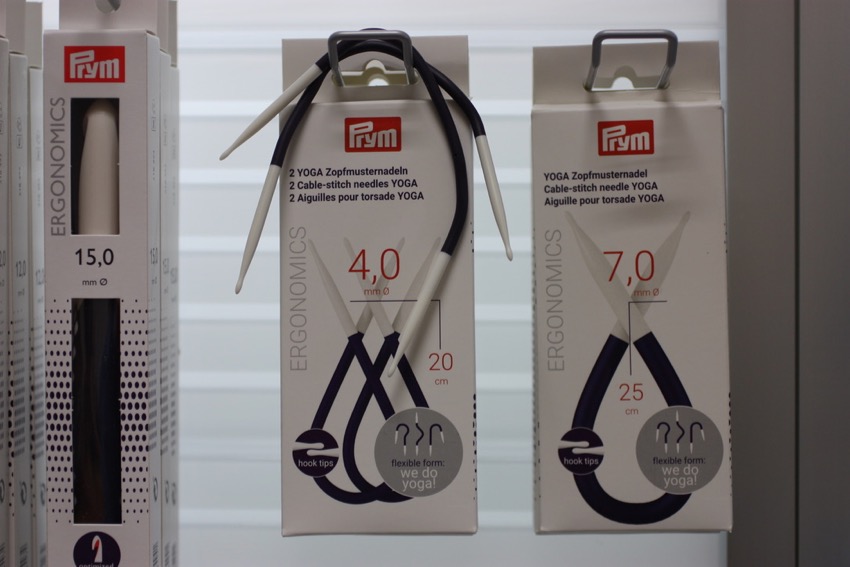 Prym
ERGONOMICS
15,0
mm Ø
Prym
2 YOGA Zopfmusternadeln
2 Cable-stitch needles YOGA
2 Aiguilles pour torsade YOGA
ERGONOMICS
4,0
mm Ø
20
cm
hook tips
flexible form:
we do
yoga!
Prym
YOGA Zopfmusternadel
Cable-stitch needle YOGA
Aiguille pour torsade YOGA
ERGONOMICS
7,0
mm Ø
25
cm
hook tips
flexible form:
we do
yoga!